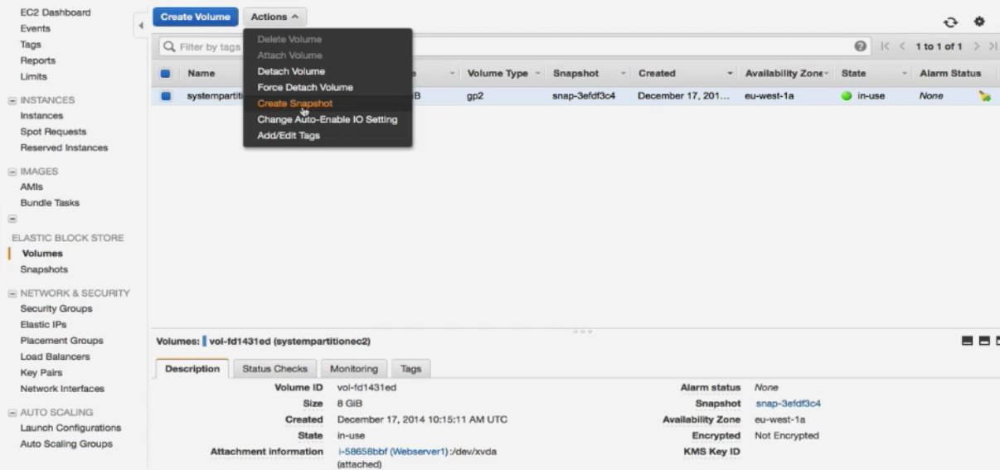 EC2 Dashboard
Events
Tags
Reports
Limits
INSTANCES
Instances
Spot Requests
Reserved Instances
IMAGES
AMIs
Bundle Tasks
ELASTIC BLOCK STORE
Volumes
Snapshots
NETWORK & SECURITY
Security Groups
Elastic IPs
Placement Groups
Load Balancers
Key Pairs
Network Interfaces
AUTO SCALING
Launch Configurations
Auto Scaling Groups
Create Volume Actions
Delete Volume
Attach Volume
Detach Volume
Force Detach Volume
Create Snapshot
Change Auto-Enable IO Setting
Add/Edit Tags
Filter by tags 1 to 1 of 1
Name Volume Type Snapshot Created Availability Zone State Alarm Status
systempartiti B gp2 snap-3efdf3c4 December 17, 201... eu-west-1a in-use None
Volumes: vol-fd1431ed (systempartitionec2)
Description Status Checks Monitoring Tags
Volume ID vol-fd1431ed Alarm status None
Size 8 GiB Snapshot snap-3efdf3c4
Created December 17, 2014 10:15:11 AM UTC Availability Zone eu-west-1a
State in-use Encrypted Not Encrypted
Attachment information i-58658bbf (Webserver1):/dev/xvda KMS Key ID
(attached)